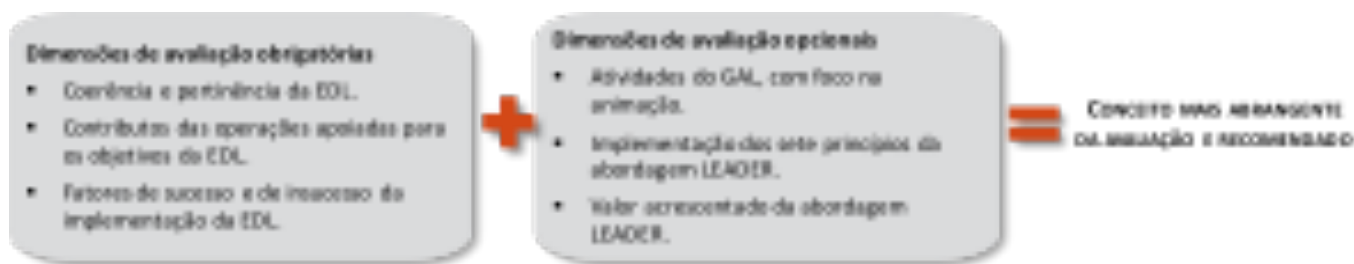 Dimensões de avaliação obrigatórias
▪ Coerência e pertinência da EDL.
▪ Contributos das operações apoiadas para
os objetivos da EDL.
▪ Fatores de sucesso e de insucesso da
implementação da EDL.
Dimensões de avaliação opcionais
▪ Atividades do GAL, com foco na
animação.
▪ Implementação dos sete princípios da
abordagem LEADER.
▪ Valor acrescentado da abordagem
LEADER.
CONCEITO MAIS ABRANGENTE
DA AVALIAÇÃO E RECOMENDADO